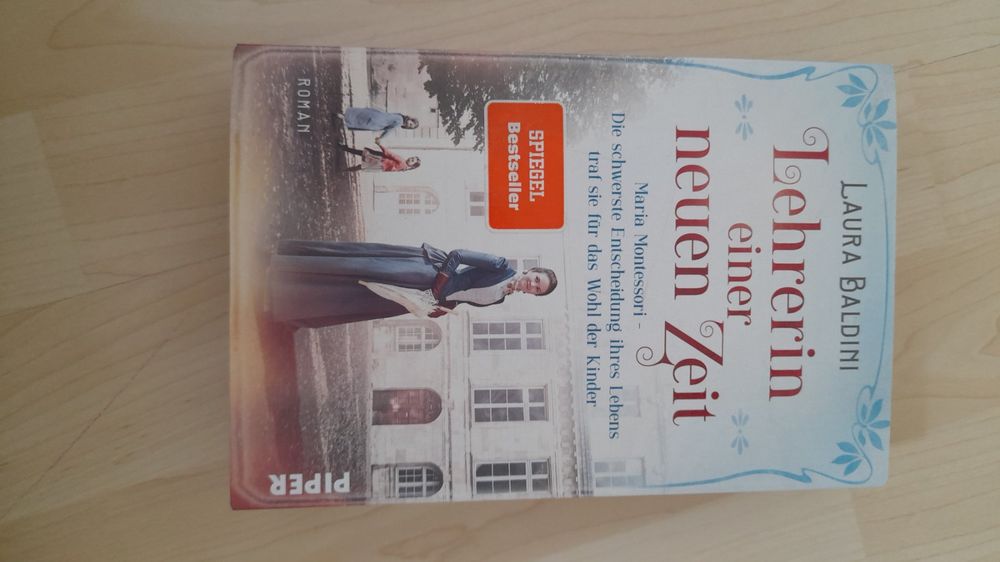 LAURA BALDINI
Lehrerin
einer
neuen Zeit
Maria Montessori –
Die schwerste Entscheidung ihres Lebens
traf sie für das Wohl der Kinder
SPIEGEL
Bestseller
ROMAN
PIPER